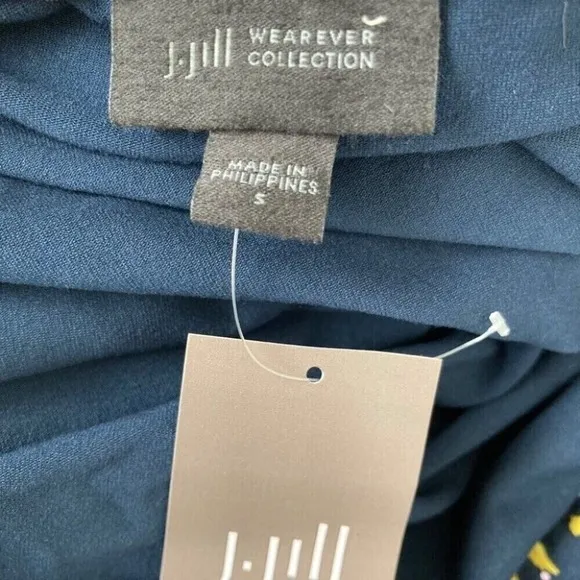 J.Jill WEAREVER
COLLECTION
MADE IN
PHILIPPINES
S
J.Jill